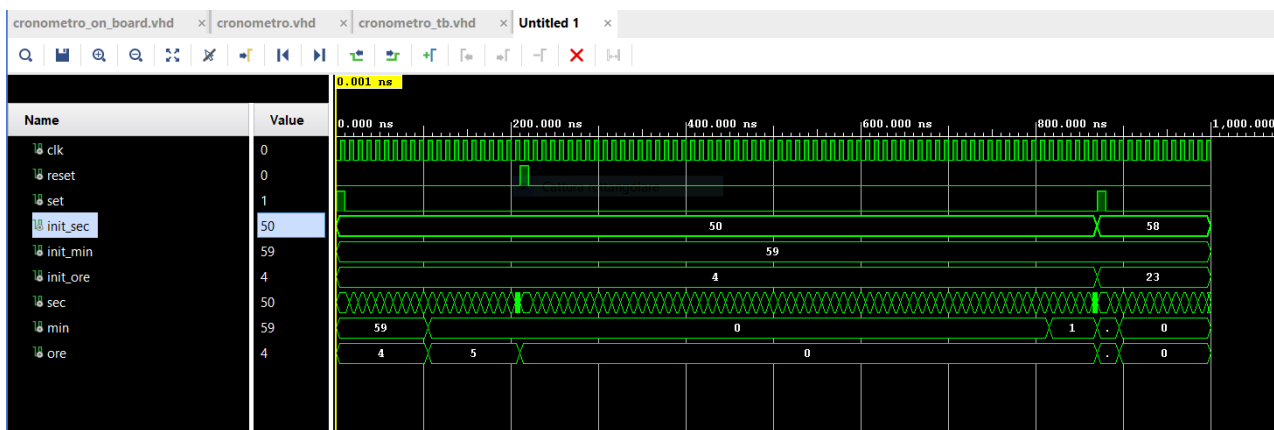 cronometro_on_board.vhd × cronometro.vhd × cronometro_tb.vhd × Untitled 1 ×
0.001 ns
Name Value 0.000 ns 200.000 ns 400.000 ns 600.000 ns 800.000 ns 1,000.000
clk 0
reset 0
set 1
init_sec 50 50 58
init_min 59 59
init_ore 4 4 23
sec 50
min 59 59 0 1 . 0
ore 4 4 5 0 . 0